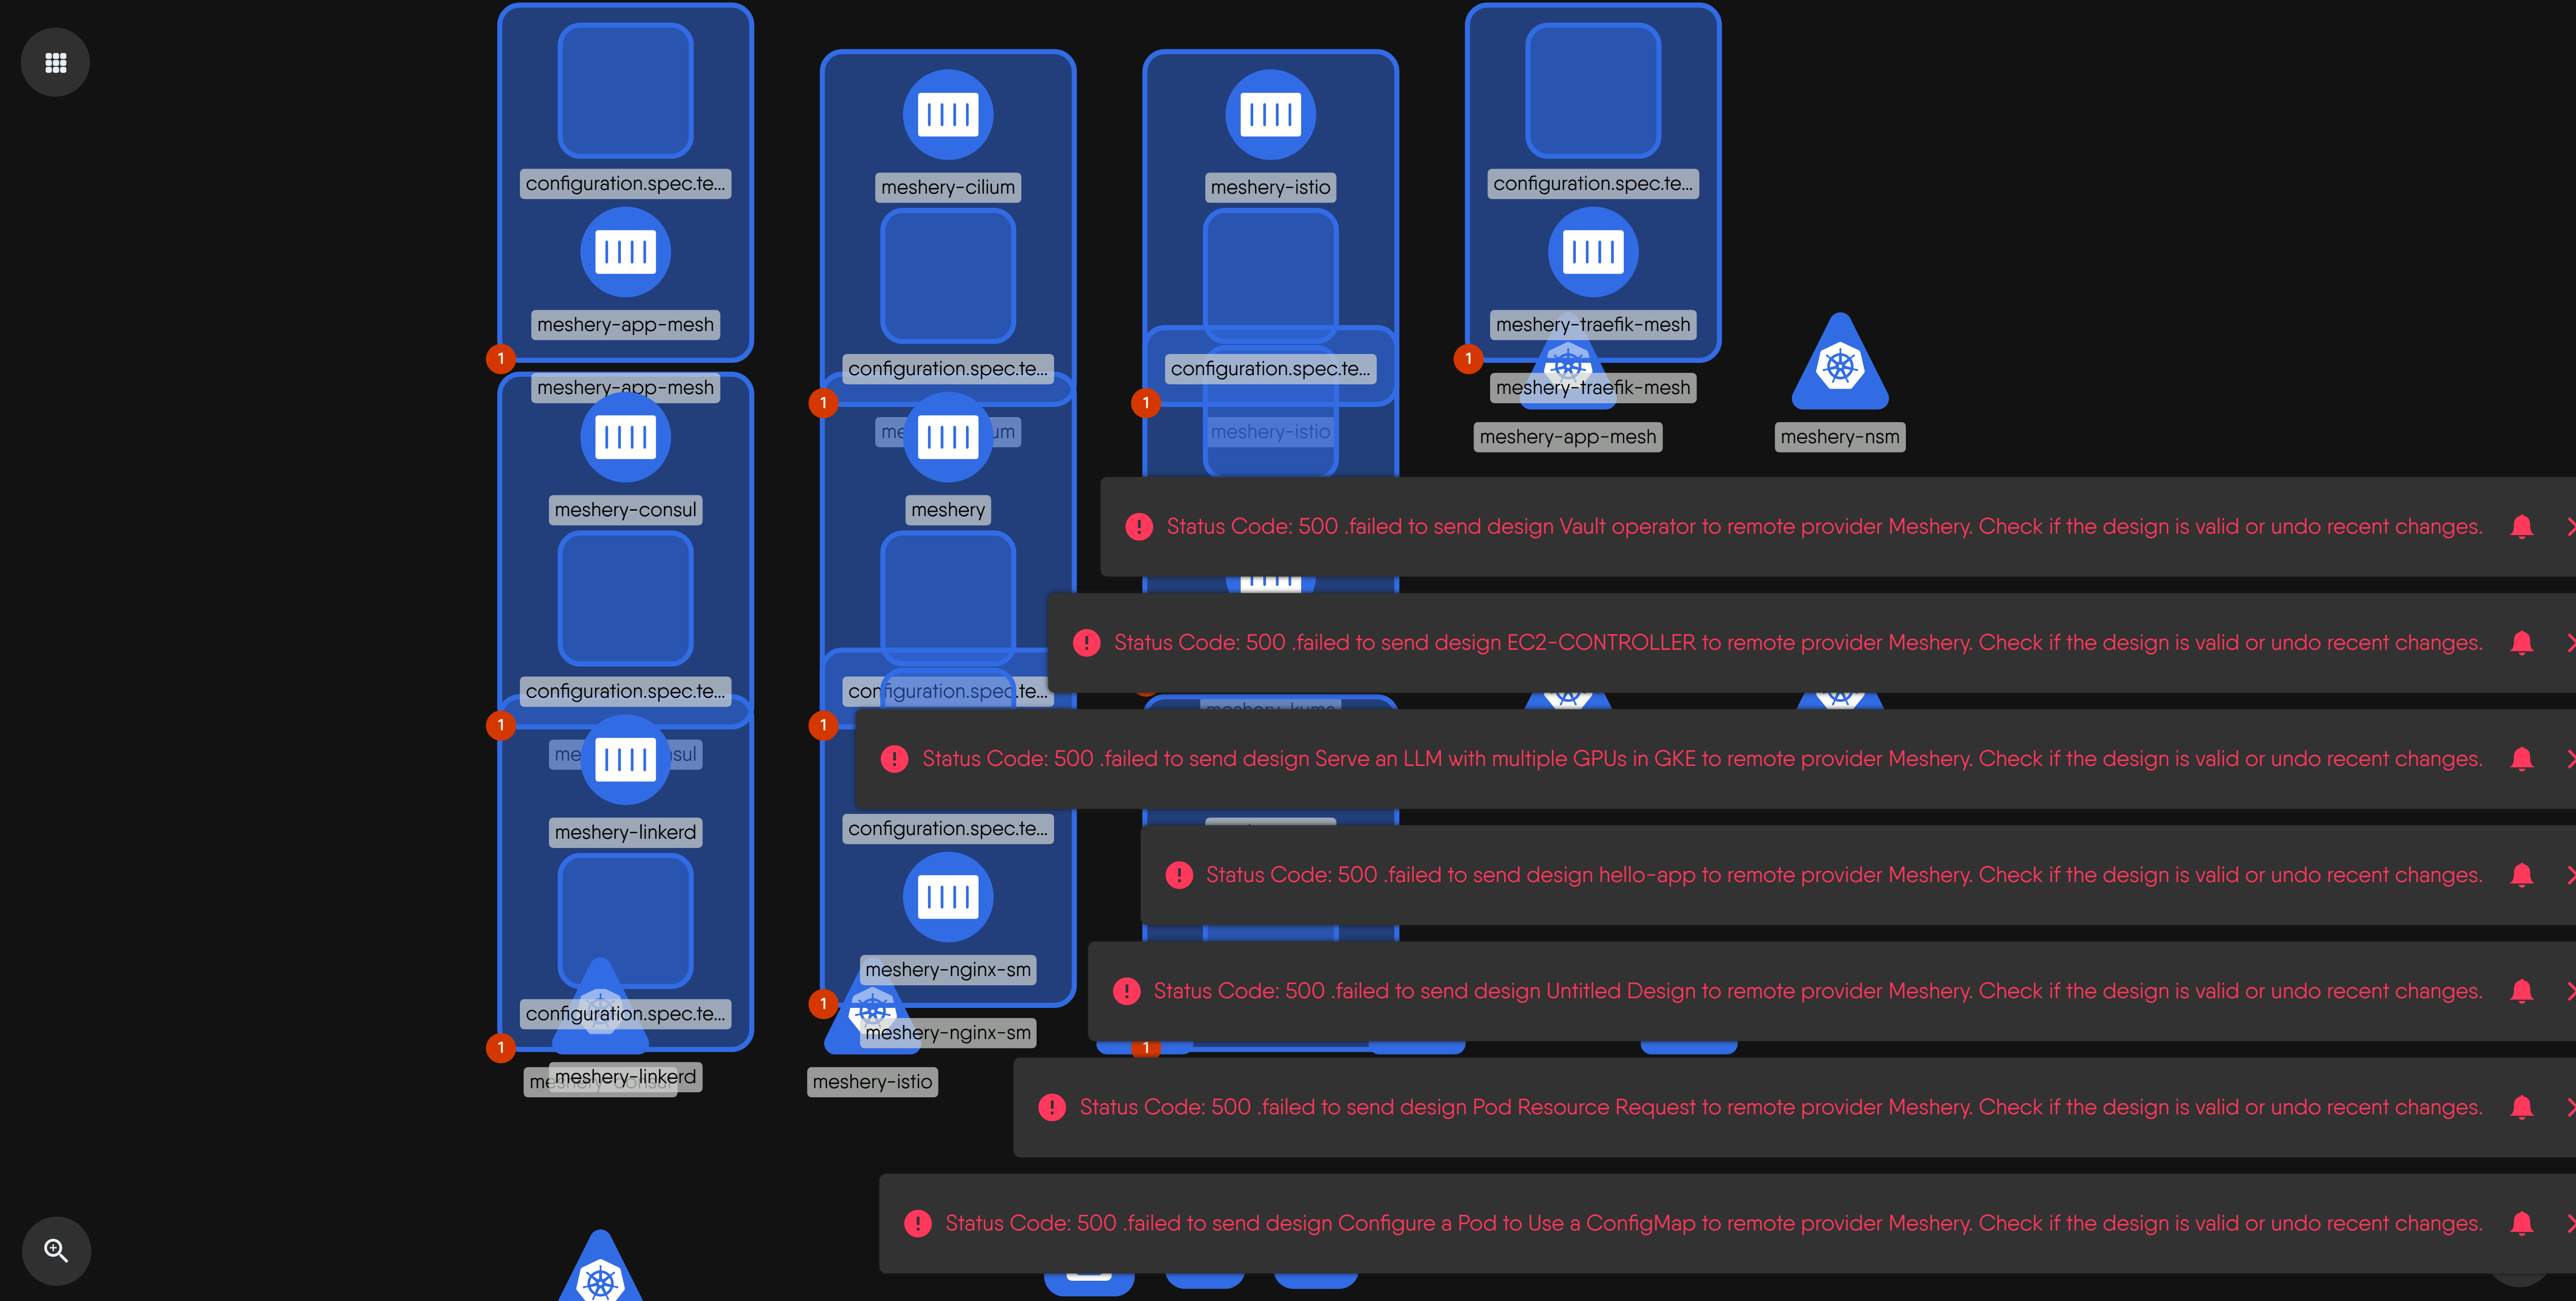 configuration.spec.te...
meshery-app-mesh
1
meshery-app-mesh
meshery-consul
configuration.spec.te...
1
meshery-linkerd
configuration.spec.te...
1
meshery-linkerd
meshery-cilium
configuration.spec.te...
1
meshery
configuration.spec.te...
1
configuration.spec.te...
meshery-nginx-sm
1
meshery-nginx-sm
meshery-istio
meshery-istio
configuration.spec.te...
1
meshery-istio
configuration.spec.te...
meshery-traefik-mesh
1
meshery-traefik-mesh
meshery-app-mesh
meshery-nsm
Status Code: 500 .failed to send design Vault operator to remote provider Meshery. Check if the design is valid or undo recent changes.
Status Code: 500 .failed to send design EC2-CONTROLLER to remote provider Meshery. Check if the design is valid or undo recent changes.
Status Code: 500 .failed to send design Serve an LLM with multiple GPUs in GKE to remote provider Meshery. Check if the design is valid or undo recent changes.
Status Code: 500 .failed to send design hello-app to remote provider Meshery. Check if the design is valid or undo recent changes.
Status Code: 500 .failed to send design Untitled Design to remote provider Meshery. Check if the design is valid or undo recent changes.
1
Status Code: 500 .failed to send design Pod Resource Request to remote provider Meshery. Check if the design is valid or undo recent changes.
Status Code: 500 .failed to send design Configure a Pod to Use a ConfigMap to remote provider Meshery. Check if the design is valid or undo recent changes.